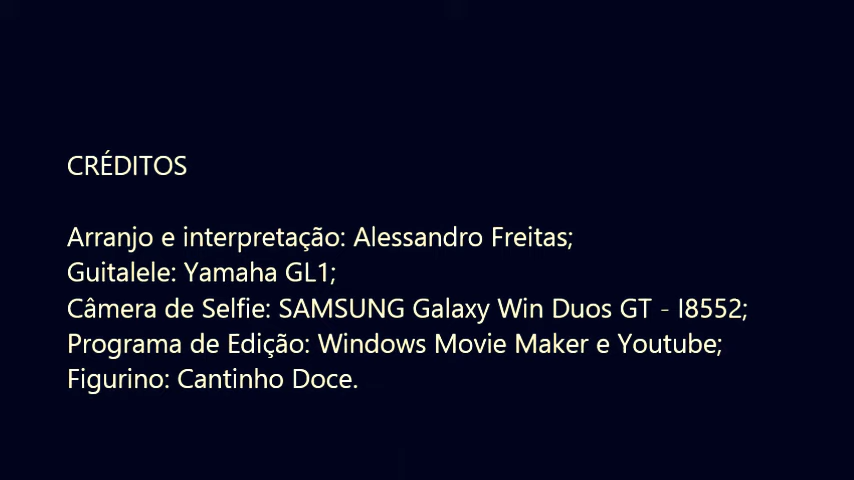 CRÉDITOS
Arranjo e interpretação: Alessandro Freitas;
Guitalele: Yamaha GL1;
Câmera de Selfie: SAMSUNG Galaxy Win Duos GT - I8552;
Programa de Edição: Windows Movie Maker e Youtube;
Figurino: Cantinho Doce.